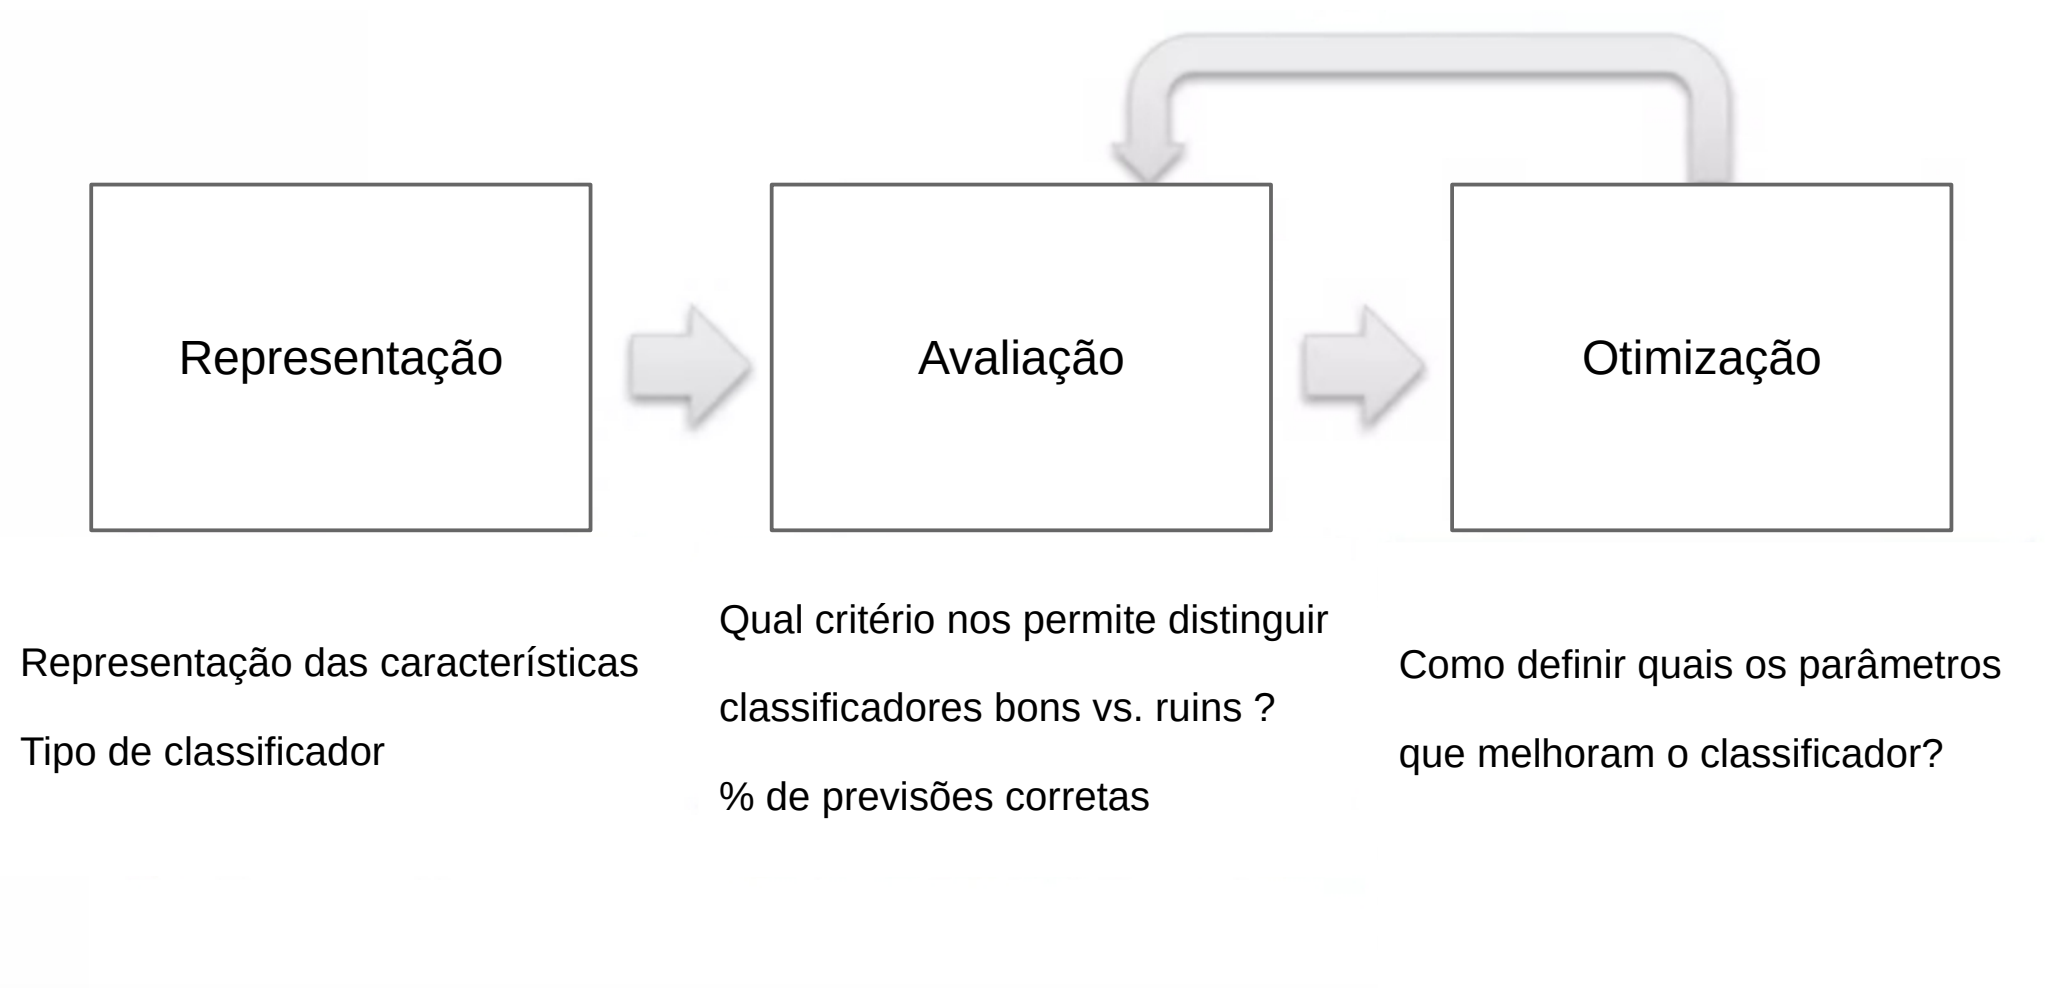 Representação
Avaliação
Otimização
Representação das características
Tipo de classificador
Qual critério nos permite distinguir
classificadores bons vs. ruins ?
% de previsões corretas
Como definir quais os parâmetros
que melhoram o classificador?